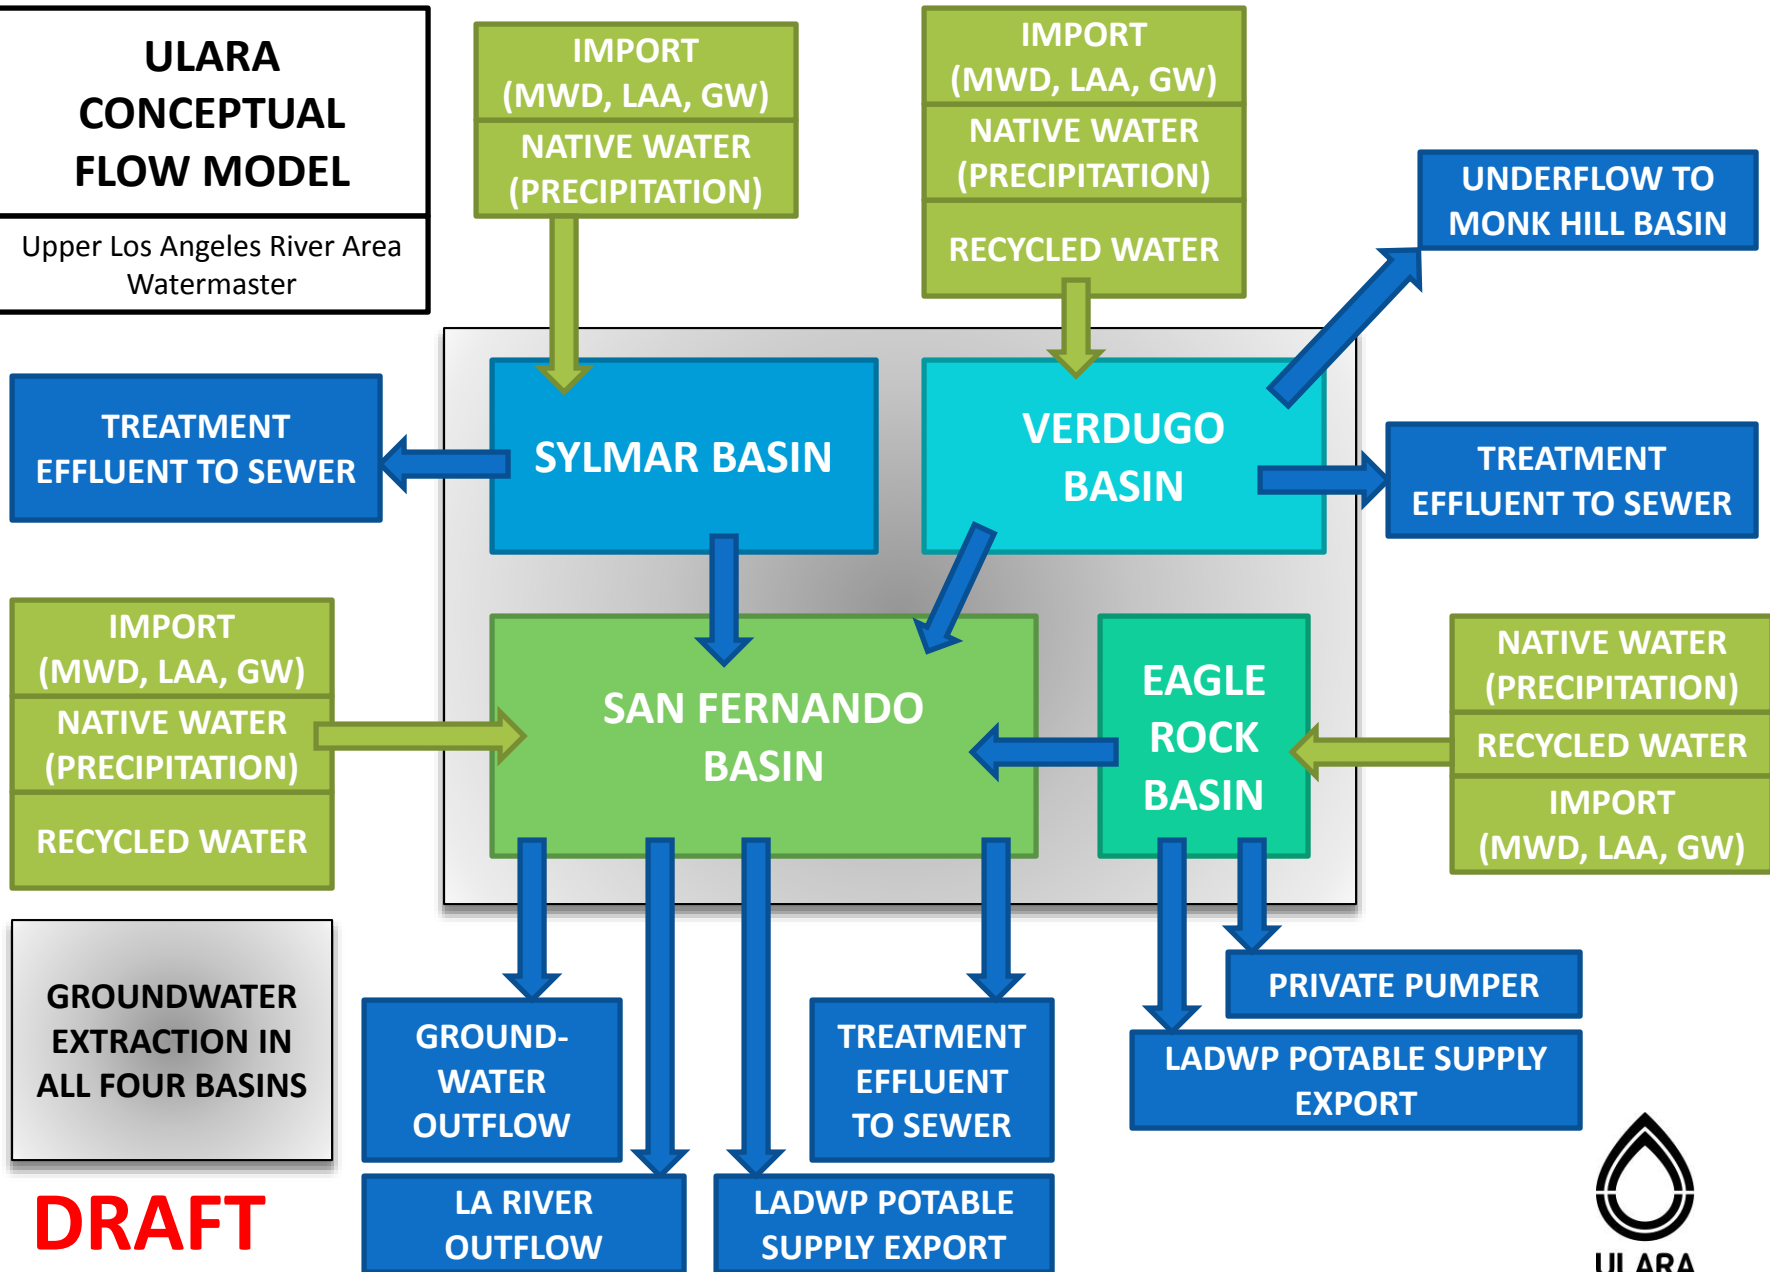 ULARA
CONCEPTUAL
FLOW MODEL
Upper Los Angeles River Area
Watermaster
IMPORT
(MWD, LAA, GW)
NATIVE WATER
(PRECIPITATION)
IMPORT
(MWD, LAA, GW)
NATIVE WATER
(PRECIPITATION)
RECYCLED WATER
UNDERFLOW TO
MONK HILL BASIN
TREATMENT
EFFLUENT TO SEWER
SYLMAR BASIN
VERDUGO
BASIN
TREATMENT
EFFLUENT TO SEWER
IMPORT
(MWD, LAA, GW)
NATIVE WATER
(PRECIPITATION)
RECYCLED WATER
SAN FERNANDO
BASIN
EAGLE
ROCK
BASIN
NATIVE WATER
(PRECIPITATION)
RECYCLED WATER
IMPORT
(MWD, LAA, GW)
GROUNDWATER
EXTRACTION IN
ALL FOUR BASINS
GROUND-
WATER
OUTFLOW
TREATMENT
EFFLUENT
TO SEWER
PRIVATE PUMPER
LADWP POTABLE SUPPLY
EXPORT
LA RIVER
OUTFLOW
LADWP POTABLE
SUPPLY EXPORT
DRAFT
ULARA